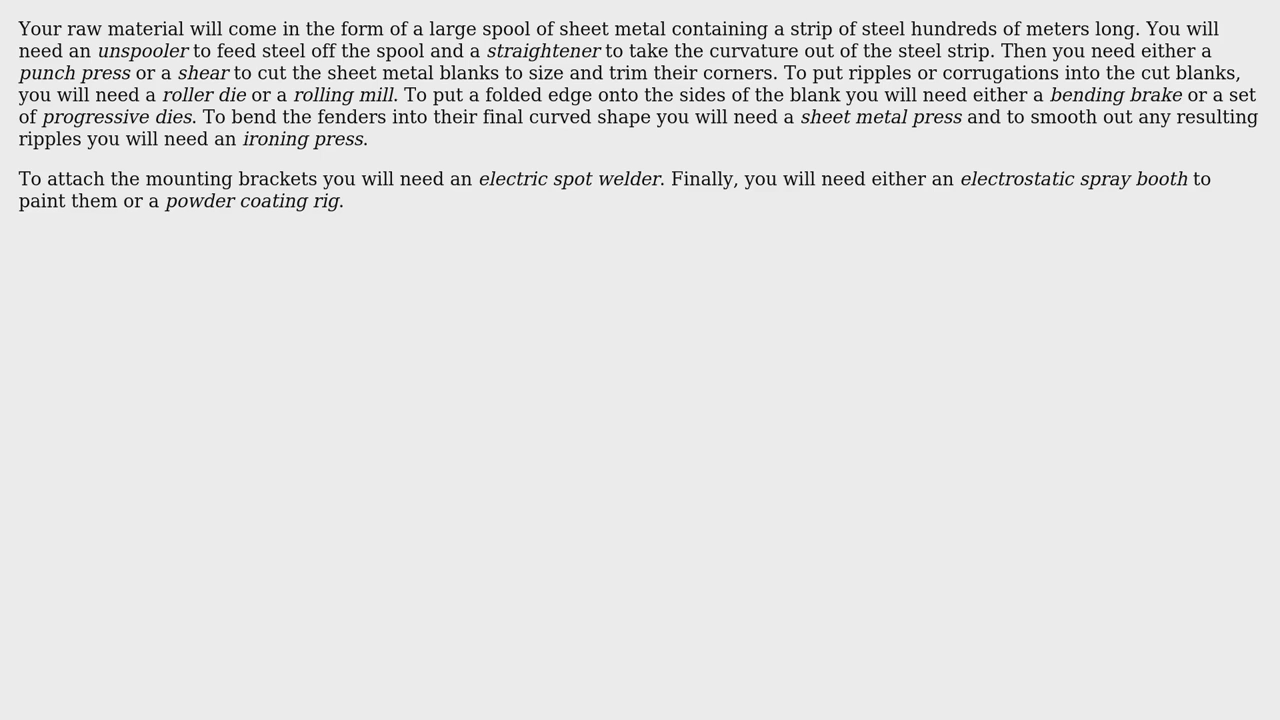 Your raw material will come in the form of a large spool of sheet metal containing a strip of steel hundreds of meters long. You will
need an unspooler to feed steel off the spool and a straightener to take the curvature out of the steel strip. Then you need either a
punch press or a shear to cut the sheet metal blanks to size and trim their corners. To put ripples or corrugations into the cut blanks,
you will need a roller die or a rolling mill. To put a folded edge onto the sides of the blank you will need either a bending brake or a set
of progressive dies. To bend the fenders into their final curved shape you will need a sheet metal press and to smooth out any resulting
ripples you will need an ironing press.
To attach the mounting brackets you will need an electric spot welder. Finally, you will need either an electrostatic spray booth to
paint them or a powder coating rig.